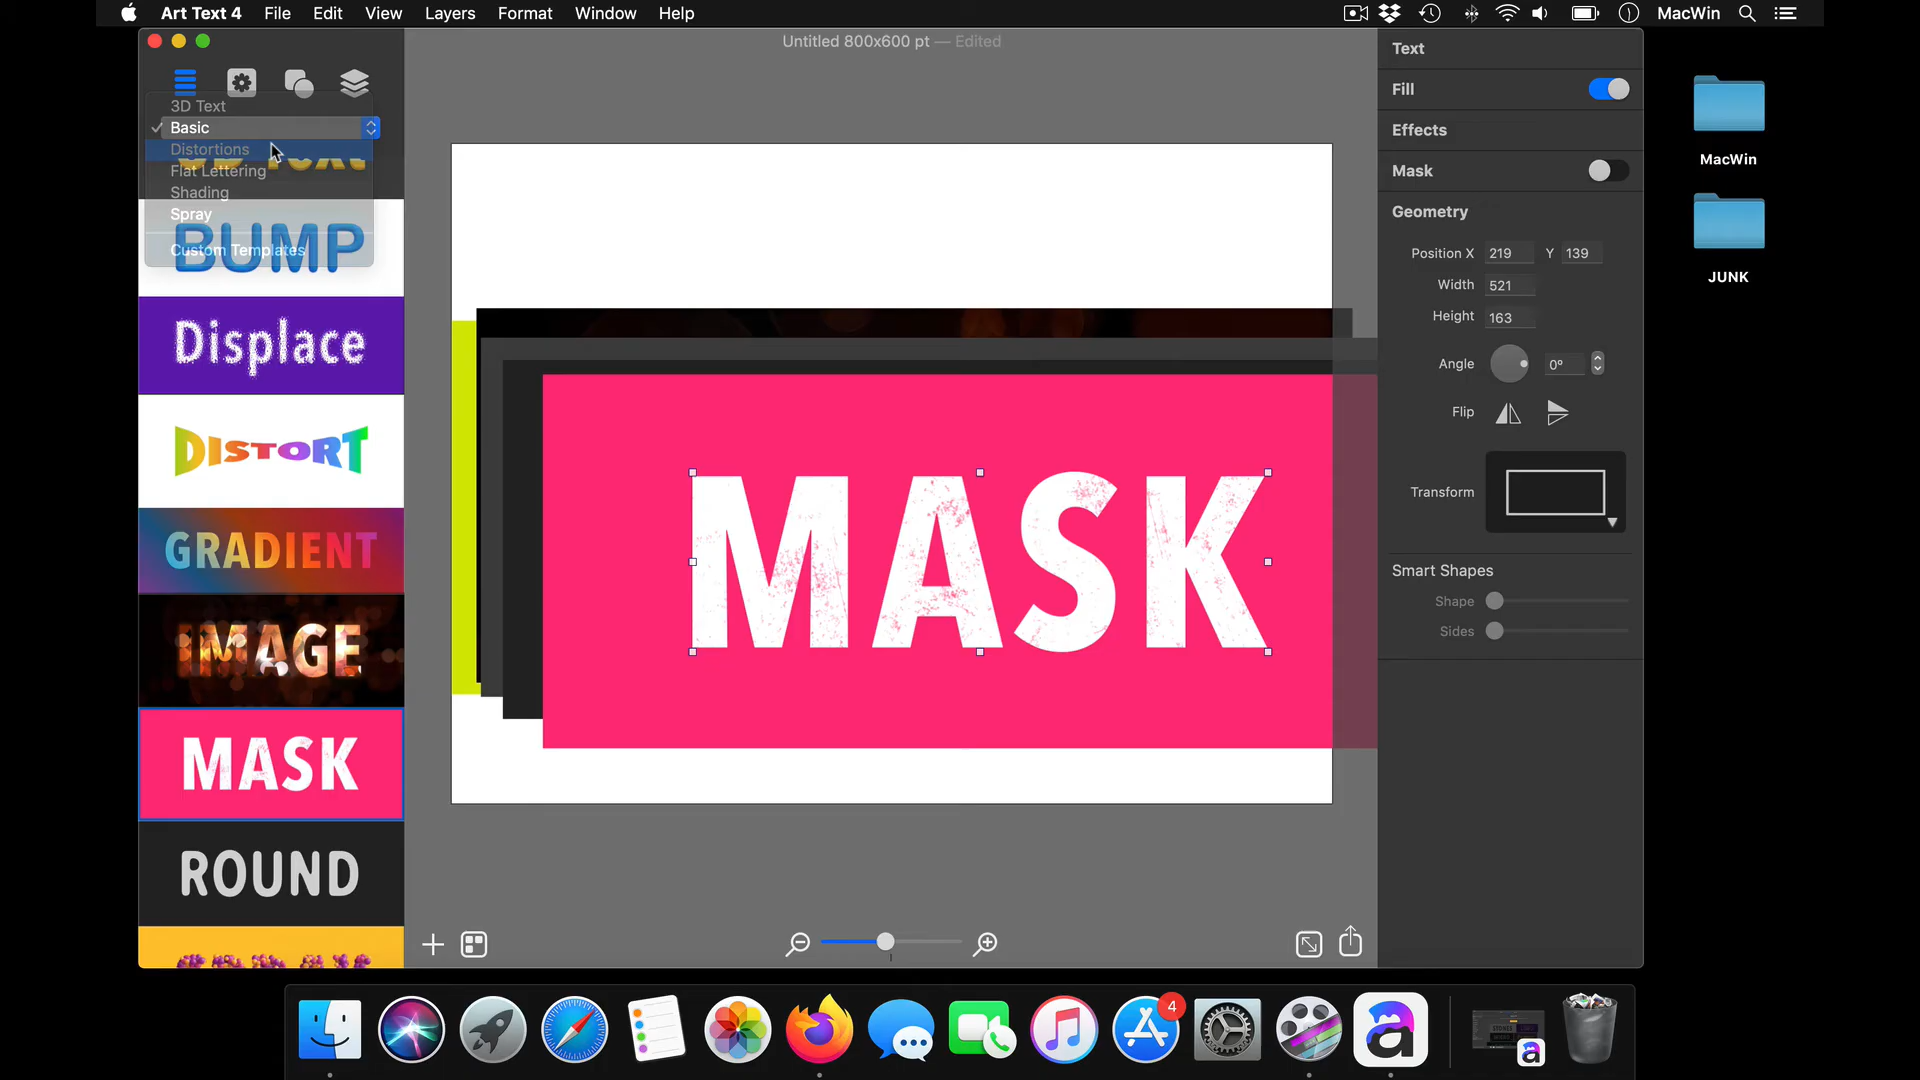 Art Text 4 File Edit View Layers Format Window Help MacWin
Untitled 800x600 pt — Edited
3D Text
Basic
Distortions
Flat Lettering
Shading
Spray
Custom Templates
BUMP
Displace
DISTORT
GRADIENT
IMAGE
MASK
ROUND
MASK
Text
Fill
Effects
Mask
Geometry
Position X 219 Y 139
Width 521
Height 163
Angle 0º
Flip
Transform
Smart Shapes
Shape
Sides
MacWin
JUNK
4